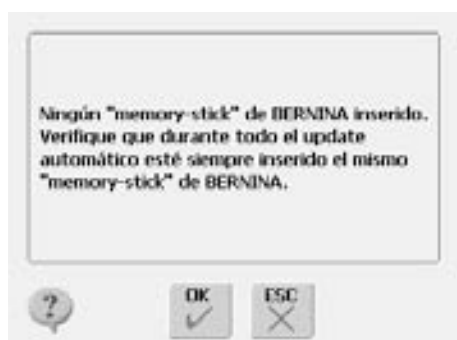 Ningún "memory-stick" de BERNINA inserido.
Verifique que durante todo el update
automático esté siempre inserido el mismo
"memory-stick" de BERNINA.
?
OK
ESC